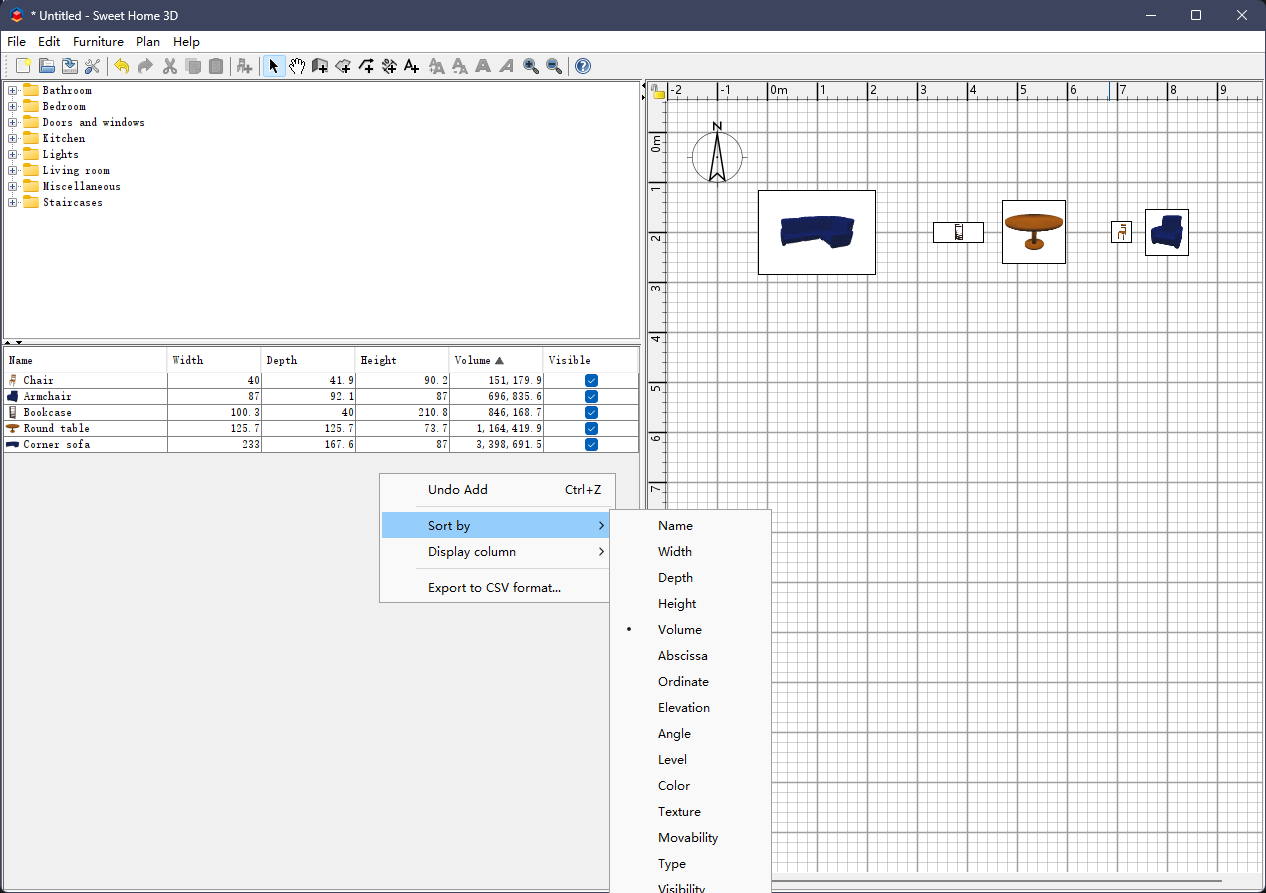 * Untitled - Sweet Home 3D
File Edit Furniture Plan Help
Bathroom
Bedroom
Doors and windows
Kitchen
Lights
Living room
Miscellaneous
Staircases
-2 -1 0m 1 2 3 4 5 6 7 8 9
N
0m
1
2
3
4
5
6
7
Name Width Depth Height Volume Visible
Chair 40 41.9 90.2 151,179.9
Armchair 87 92.1 87 696,835.6
Bookcase 100.3 40 210.8 846,168.7
Round table 125.7 125.7 73.7 1,164,419.9
Corner sofa 233 167.6 87 3,398,691.5
Undo Add Ctrl+Z
Sort by
Display column
Export to CSV format...
Name
Width
Depth
Height
Volume
Abscissa
Ordinate
Elevation
Angle
Level
Color
Texture
Movability
Type
Visibility